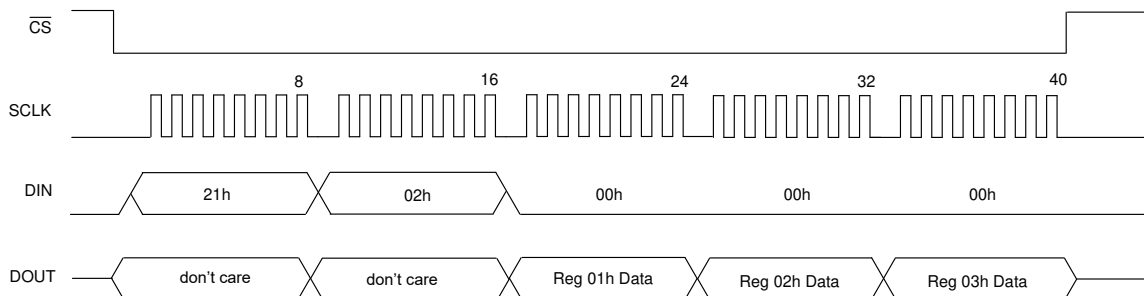 CS
8 16 24 32 40
SCLK
DIN 21h 02h 00h 00h 00h
DOUT don't care don't care Reg 01h Data Reg 02h Data Reg 03h Data